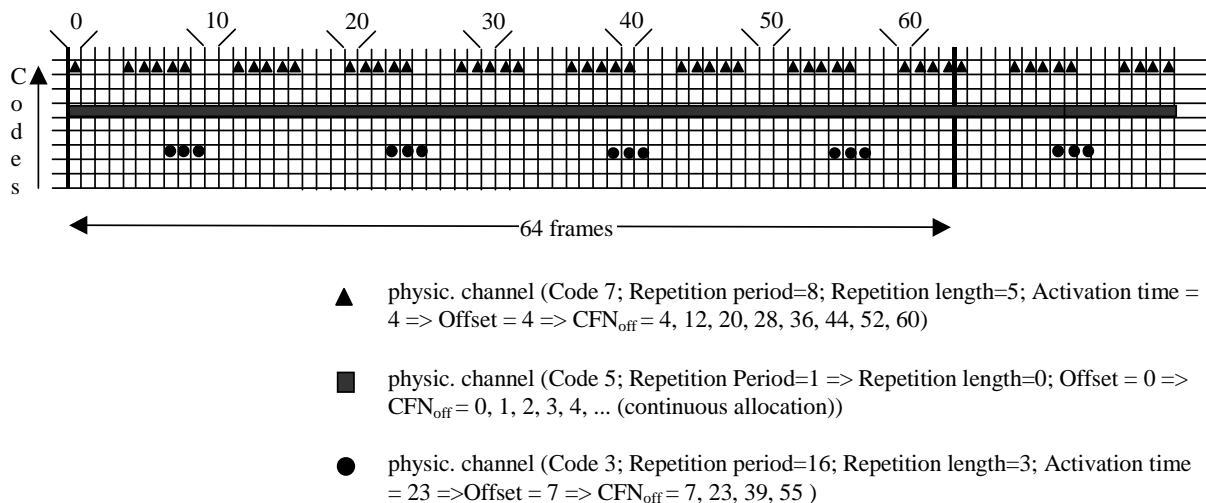 0 10 20 30 40 50 60
C
o
d
e
s
64 frames
physic. channel (Code 7; Repetition period=8; Repetition length=5; Activation time =
4 => Offset = 4 => CFNoff = 4, 12, 20, 28, 36, 44, 52, 60)
physic. channel (Code 5; Repetition Period=1 => Repetition length=0; Offset = 0 =>
CFNoff = 0, 1, 2, 3, 4, ... (continuous allocation))
physic. channel (Code 3; Repetition period=16; Repetition length=3; Activation time
= 23 =>Offset = 7 => CFNoff = 7, 23, 39, 55 )